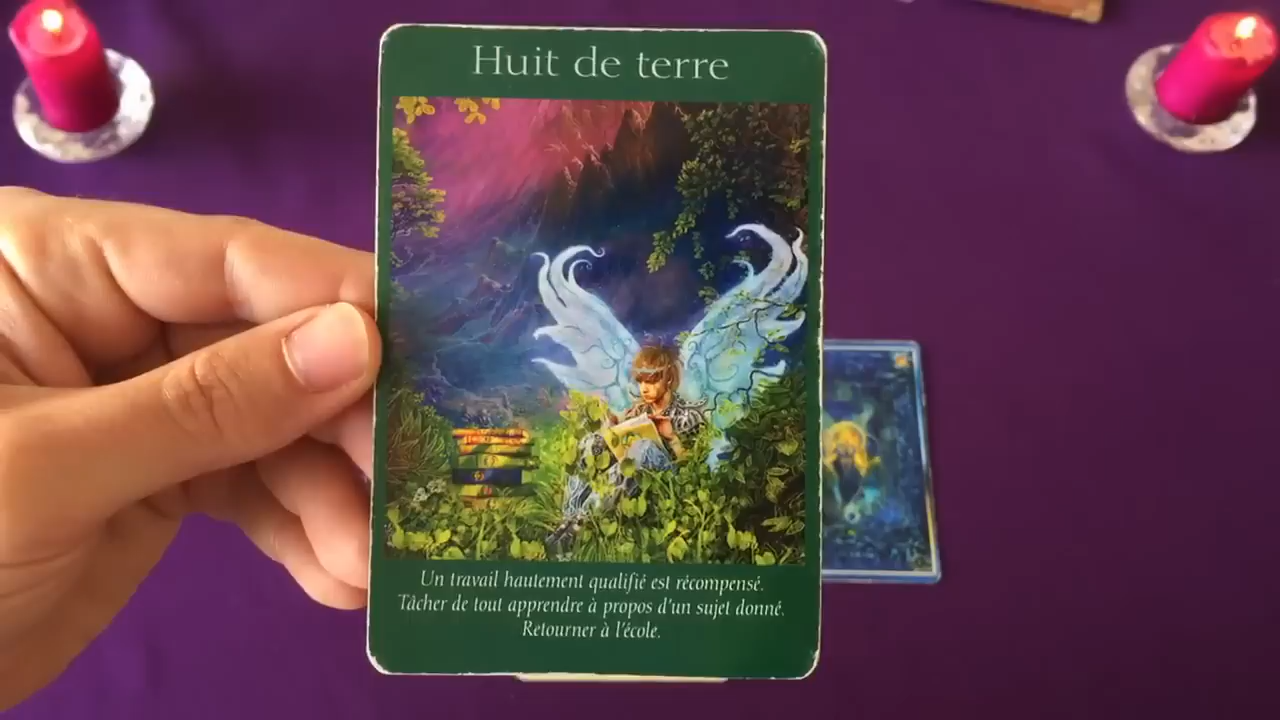 Huit de terre
Un travail hautement qualifié est récompensé.
Tâcher de tout apprendre à propos d'un sujet donné.
Retourner à l'école.